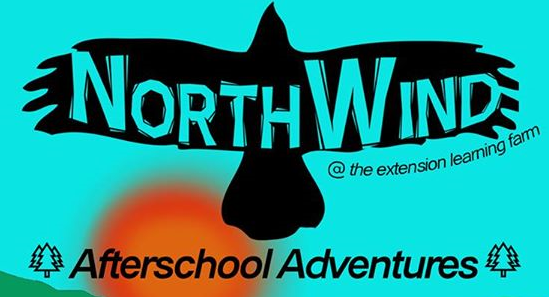 NORTHWIND
@ the extension learning farm
Afterschool Adventures